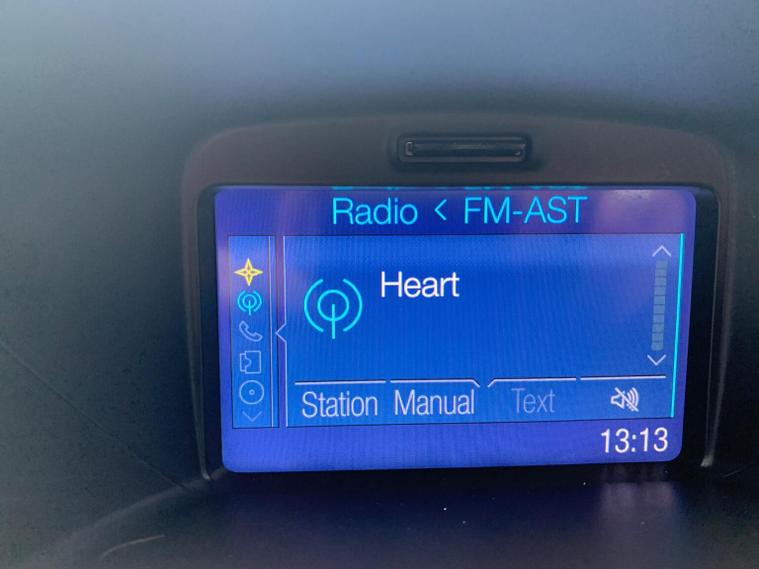 Radio < FM-AST
Heart
Station Manual Text
13:13